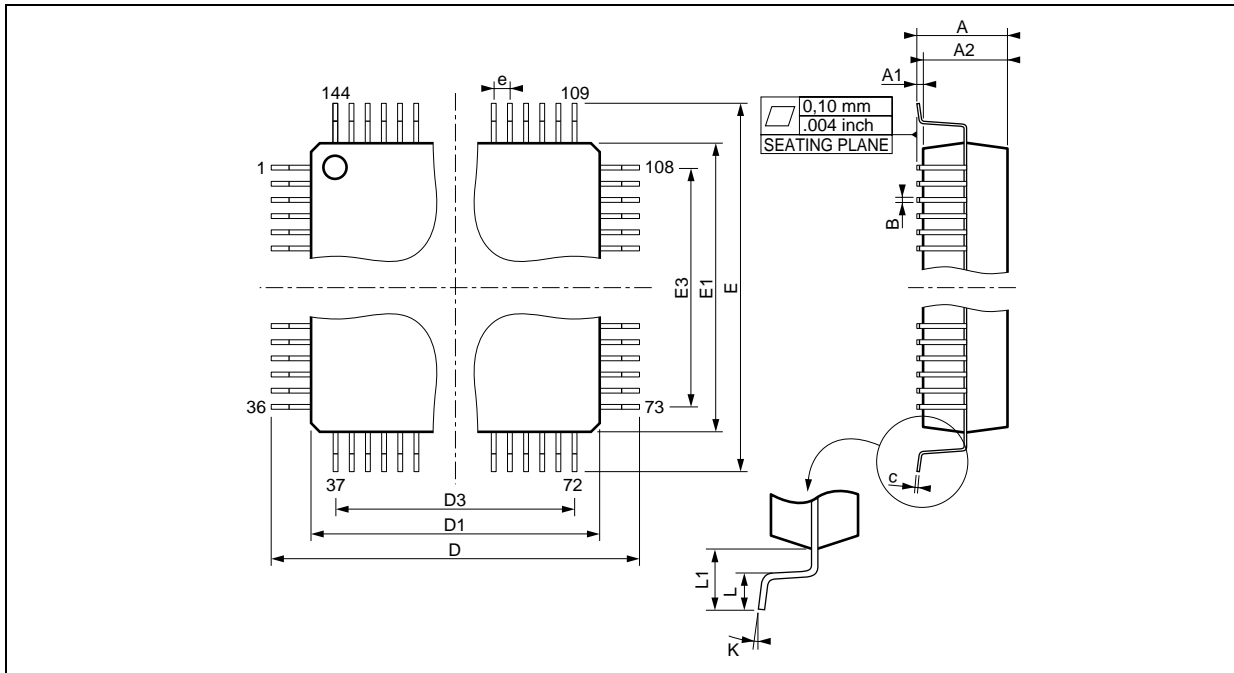 A
A2
A1
e
144
109
0,10 mm
.004 inch
SEATING PLANE
1
108
B
E3
E1
E
36
73
37
72
D3
D1
D
c
L1
L
K